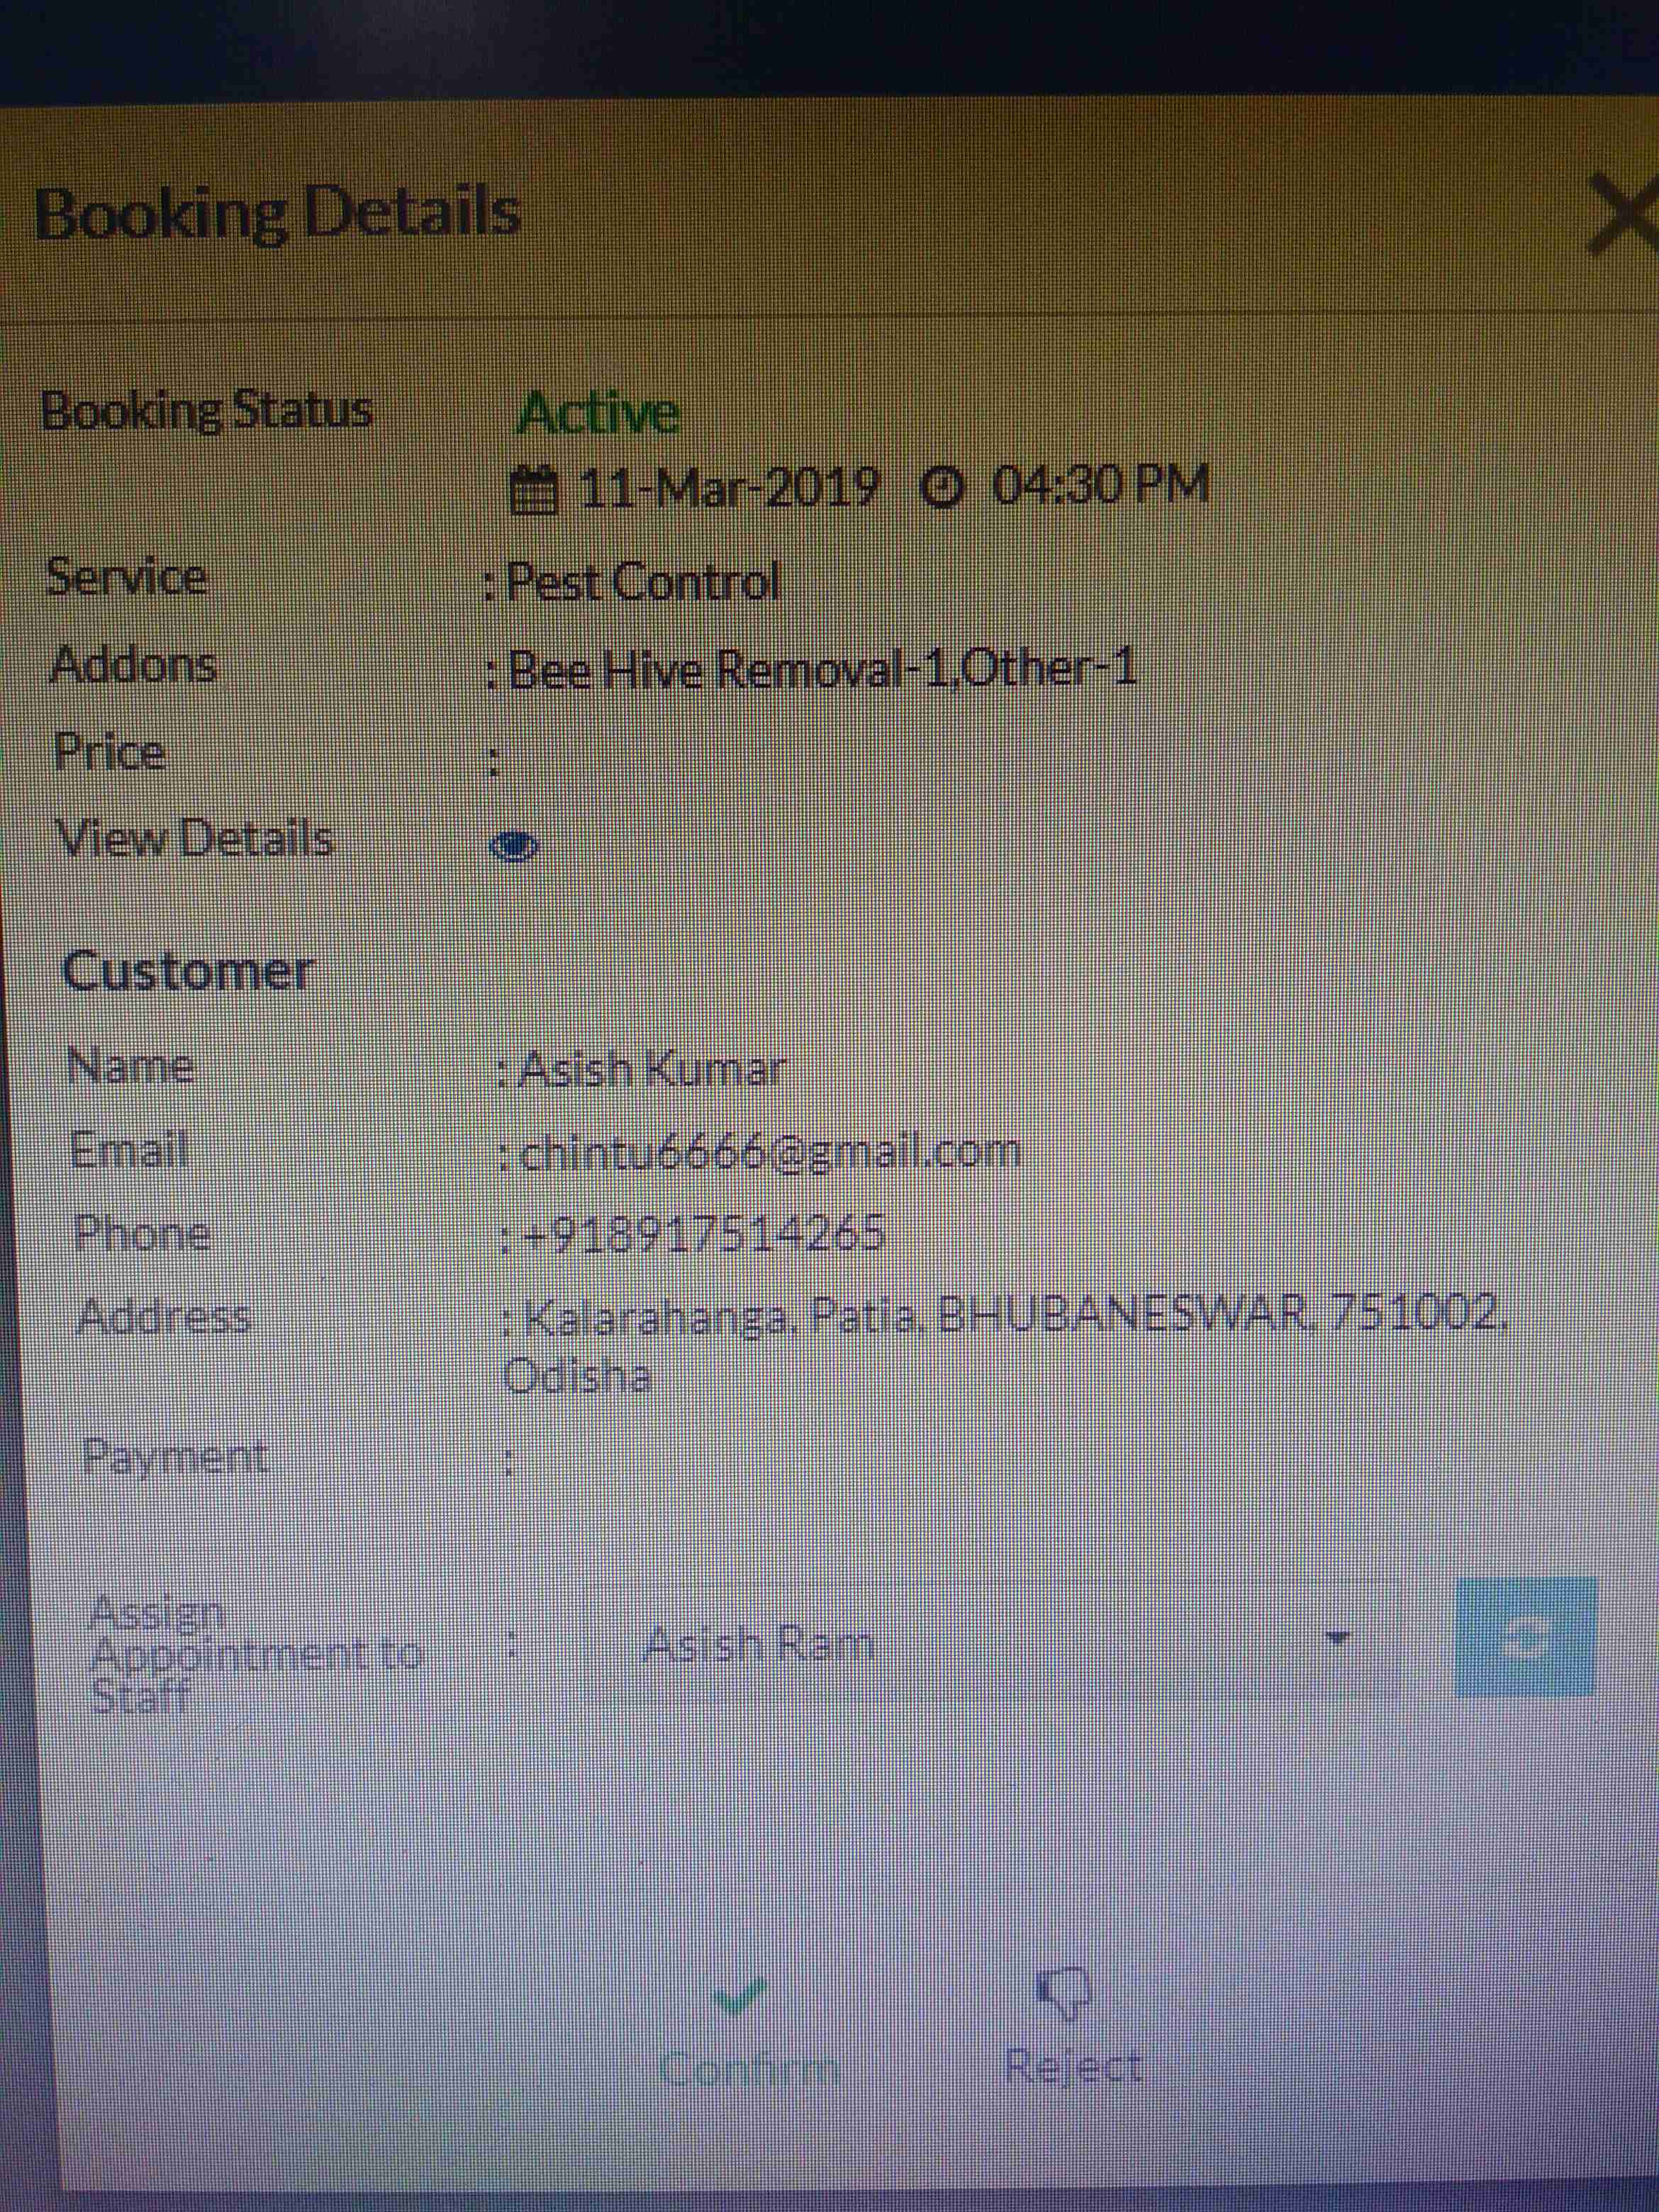 Booking Details
Booking Status Active
11-Mar-2019 04:30 PM
Service : Pest Control
Addons : Bee Hive Removal-1,Other-1
Price :
View Details
Customer
Name : Asish Kumar
Email : chintu6666@gmail.com
Phone : +918917514265
Address : Kalarahanga, Patia, BHUBANESWAR, 751002,
Odisha
Payment :
Assign
Appointment to : Asish Ram
Staff
Confirm Reject